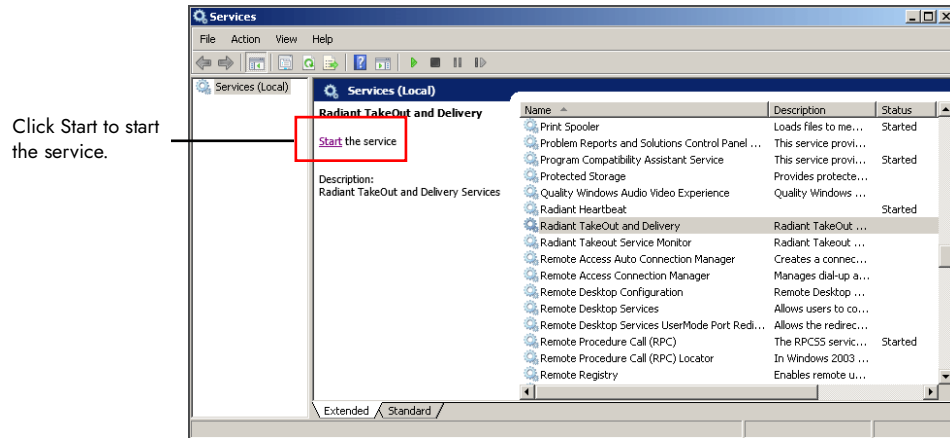 Services
File Action View Help
Services (Local)
Services (Local)
Click Start to start
the service.
Radiant TakeOut and Delivery
Start the service
Description:
Radiant TakeOut and Delivery Services
Name Description Status
Print Spooler Loads files to me... Started
Problem Reports and Solutions Control Panel ... This service provi...
Program Compatibility Assistant Service This service provi... Started
Protected Storage Provides protecte...
Quality Windows Audio Video Experience Quality Windows ...
Radiant Heartbeat Started
Radiant TakeOut and Delivery Radiant TakeOut ...
Radiant Takeout Service Monitor Radiant Takeout ...
Remote Access Auto Connection Manager Creates a connec...
Remote Access Connection Manager Manages dial-up a...
Remote Desktop Configuration Remote Desktop ...
Remote Desktop Services Allows users to co...
Remote Desktop Services UserMode Port Redi... Allows the redirec...
Remote Procedure Call (RPC) The RPCSS servic... Started
Remote Procedure Call (RPC) Locator In Windows 2003 ...
Remote Registry Enables remote u...
Extended Standard